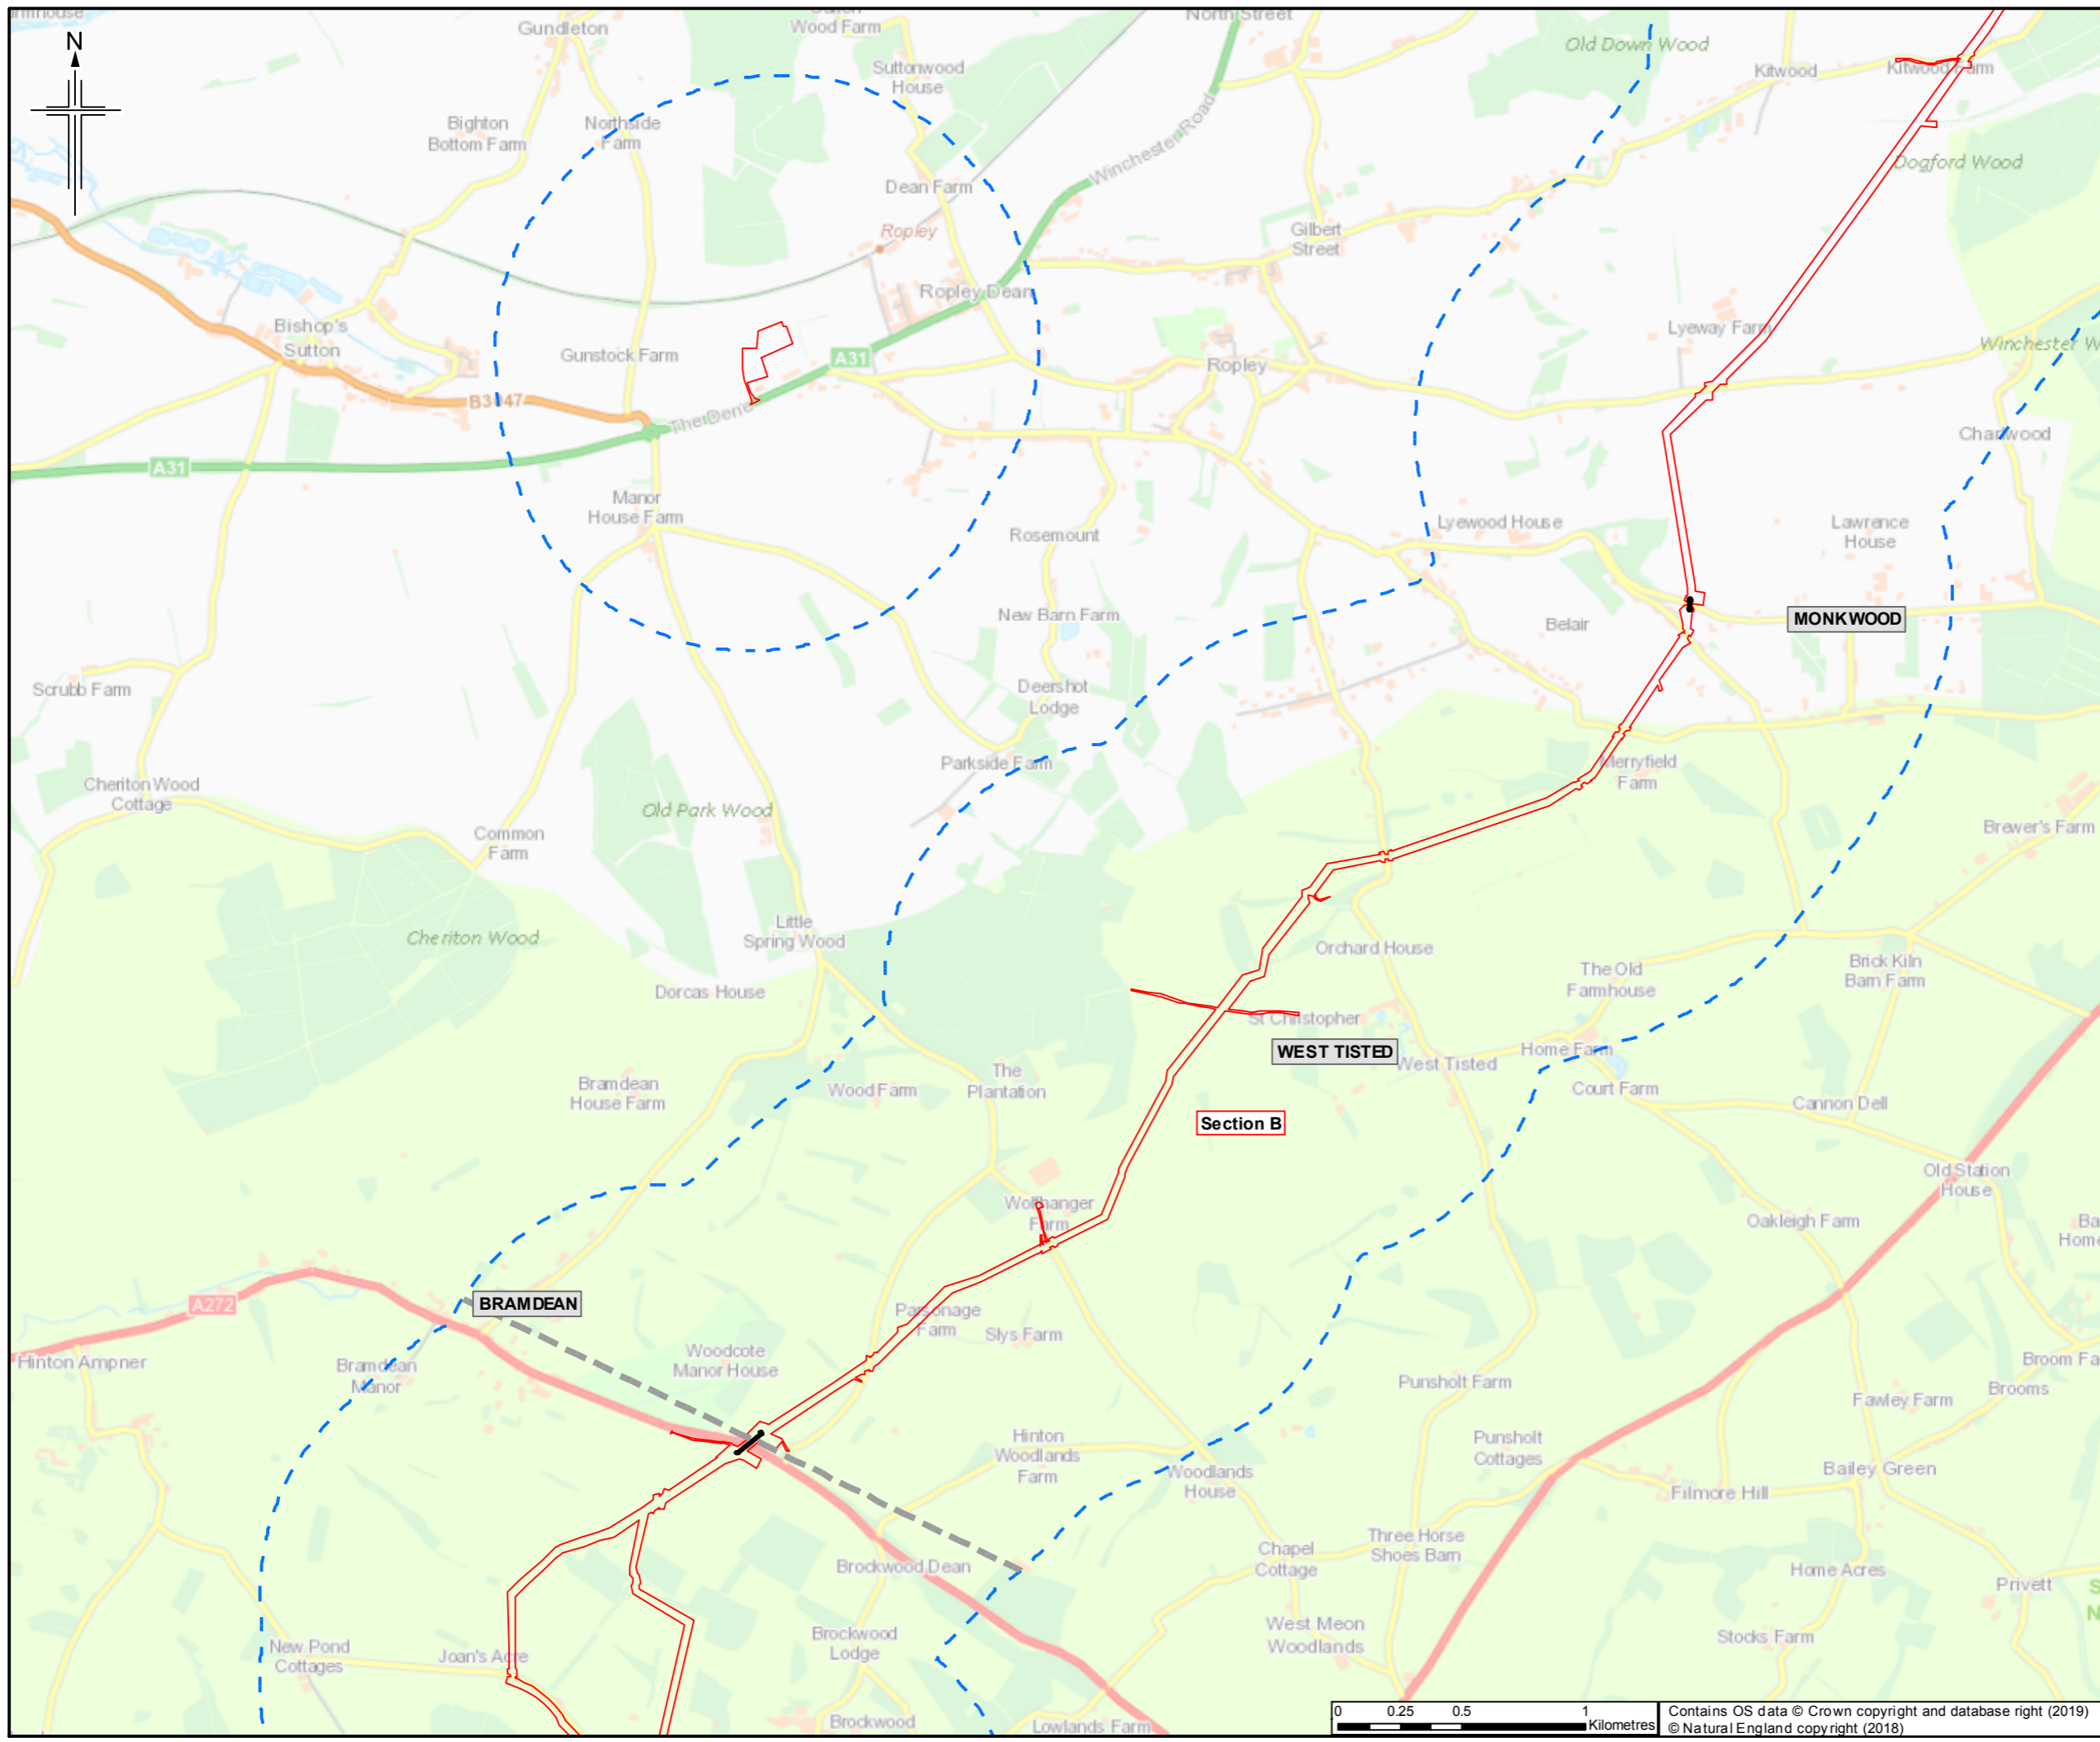 Gundleton
Wood Farm
North Street
Old Down Wood
N
Suttonwood
House
Kitwood
Kitwood Farm
Bighton
Bottom Farm
Northside
Farm
Winchester Road
Dogford Wood
Dean Farm
Ropley
Gilbert
Street
Ropley Dean
Bishop's
Sutton
Gunstock Farm
A31
Ropley
Lyeway Farm
B3047
The Dene
Charlwood
A31
Manor
House Farm
Rosemount
Lyewood House
Lawrence
House
New Barn Farm
Belair
MONKWOOD
Scrubb Farm
Deershot
Lodge
Parkside Farm
Merryfield
Farm
Cheriton Wood
Cottage
Old Park Wood
Common
Farm
Brewer's Farm
Cheriton Wood
Little
Spring Wood
Orchard House
Dorcas House
The Old
Farmhouse
Brick Kiln
Barn Farm
St Christopher
WEST TISTED
West Tisted
Home Farm
Bramdean
House Farm
Wood Farm
The
Plantation
Court Farm
Cannon Dell
Section B
Old Station
House
Wolfhanger
Farm
Oakleigh Farm
BRAMDEAN
A272
Parsonage
Farm
Slys Farm
Hinton Ampner
Bramdean
Manor
Woodcote
Manor House
Punsholt Farm
Fawley Farm
Brooms
Hinton
Woodlands
Farm
Woodlands
House
Punsholt
Cottages
Bailey Green
Filmore Hill
Three Horse
Shoes Barn
Chapel
Cottage
Brockwood Dean
Home Acres
Privett
New Pond
Cottages
Joan's Acre
Brockwood
Lodge
West Meon
Woodlands
Stocks Farm
Brockwood
Lowlands Farm
0 0.25 0.5 1
Kilometres
Contains OS data © Crown copyright and database right (2019)
© Natural England copyright (2018)